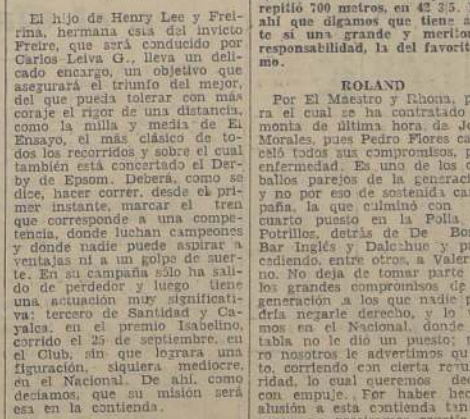 El hijo de Henry Lee y Frei-
rina, hermana esta del invicto
Freire, que será conducido por
Carlos Leiva G., lleva un deli-
cado encargo, un objetivo que
asegurará el triunfo del mejor,
del que pueda tolerar con más
coraje el rigor de una distancia,
como la milla y media de El
Ensayo, el más clásico de to-
dos los recorridos y sobre el cual
también está concertado el Der-
by de Epsom. Deberá, como se
dice, hacer correr, desde el pri-
mer instante, marcar el tren
que corresponde a una compe-
tencia, donde luchan campeones
y donde nadie puede aspirar a
ventajas ni a un golpe de suer-
te. En su campaña sólo ha sali-
do de perdedor y luego tiene
una actuación muy significati-
va: tercero de Santidad y Ca-
yalca, en el premio Isabelino,
corrido el 25 de septiembre, en
el Club, sin que lograra una
figuración, siquiera mediocre,
en el Nacional. De ahí, como
decíamos, que su misión será
esa en la contienda.
repitió 700 metros, en 42 3|5.
ahí que digamos que tiene
te sí una grande y meritor
responsabilidad, la del favorit
mo.
ROLAND
Por El Maestro y Rhona, p
ra el cual se ha contratado
monta de última hora de J
Morales, pues Pedro Flores ca
celó todos sus compromisos, p
enfermedad. Es uno de los
ballos parejos de la generaci
y no por eso de sostenida ca
paña la que culminó con
cuarto puesto en la Polla
Potrillos, detrás de De Bo
Bar Inglés y Dalcahue y p
cediendo, entre otros, a Valer
no. No deja de tomar parte
los grandes compromisos de
generación a los que nadie
dría negarle derecho, y lo
mos en el Nacional, donde
tabla no le dió un puesto;
ro nosotros le advertimos qu
to, corriendo con cierta
ridad, lo cual queremos de
con empuje. Por haber he
alusión a esta contienda,